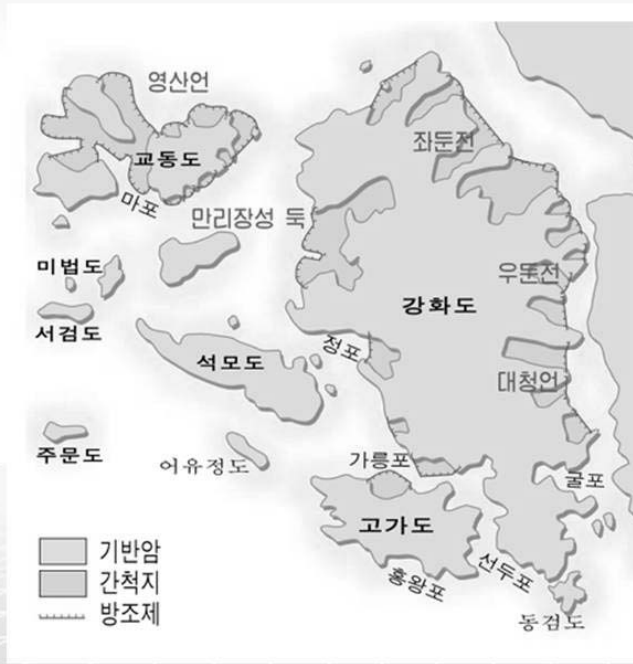 영산언
교동도
마포
좌둔전
만리장성 둑
미법도
서검도
우둔전
강화도
정포
석모도
대청언
주문도
어유정도
가릉포
굴포
고가도
선두포
홍왕포
동검도
기반암
간척지
방조제